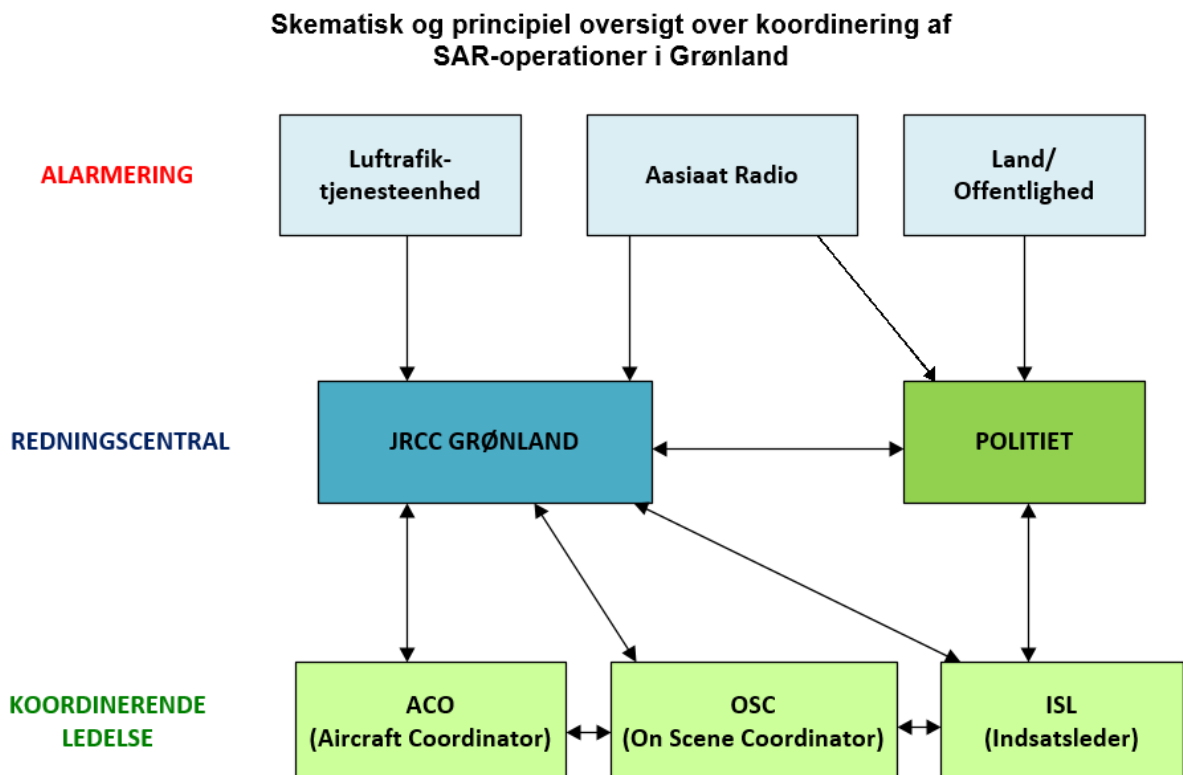 Skematisk og principiel oversigt over koordinering af
SAR-operationer i Grønland
ALARMERING
Luftrafik-
tjenesteenhed
Aasiaat Radio
Land/
Offentlighed
REDNINGSCENTRAL
JRCC GRØNLAND
POLITIET
KOORDINERENDE
LEDELSE
ACO
(Aircraft Coordinator)
OSC
(On Scene Coordinator)
ISL
(Indsatsleder)